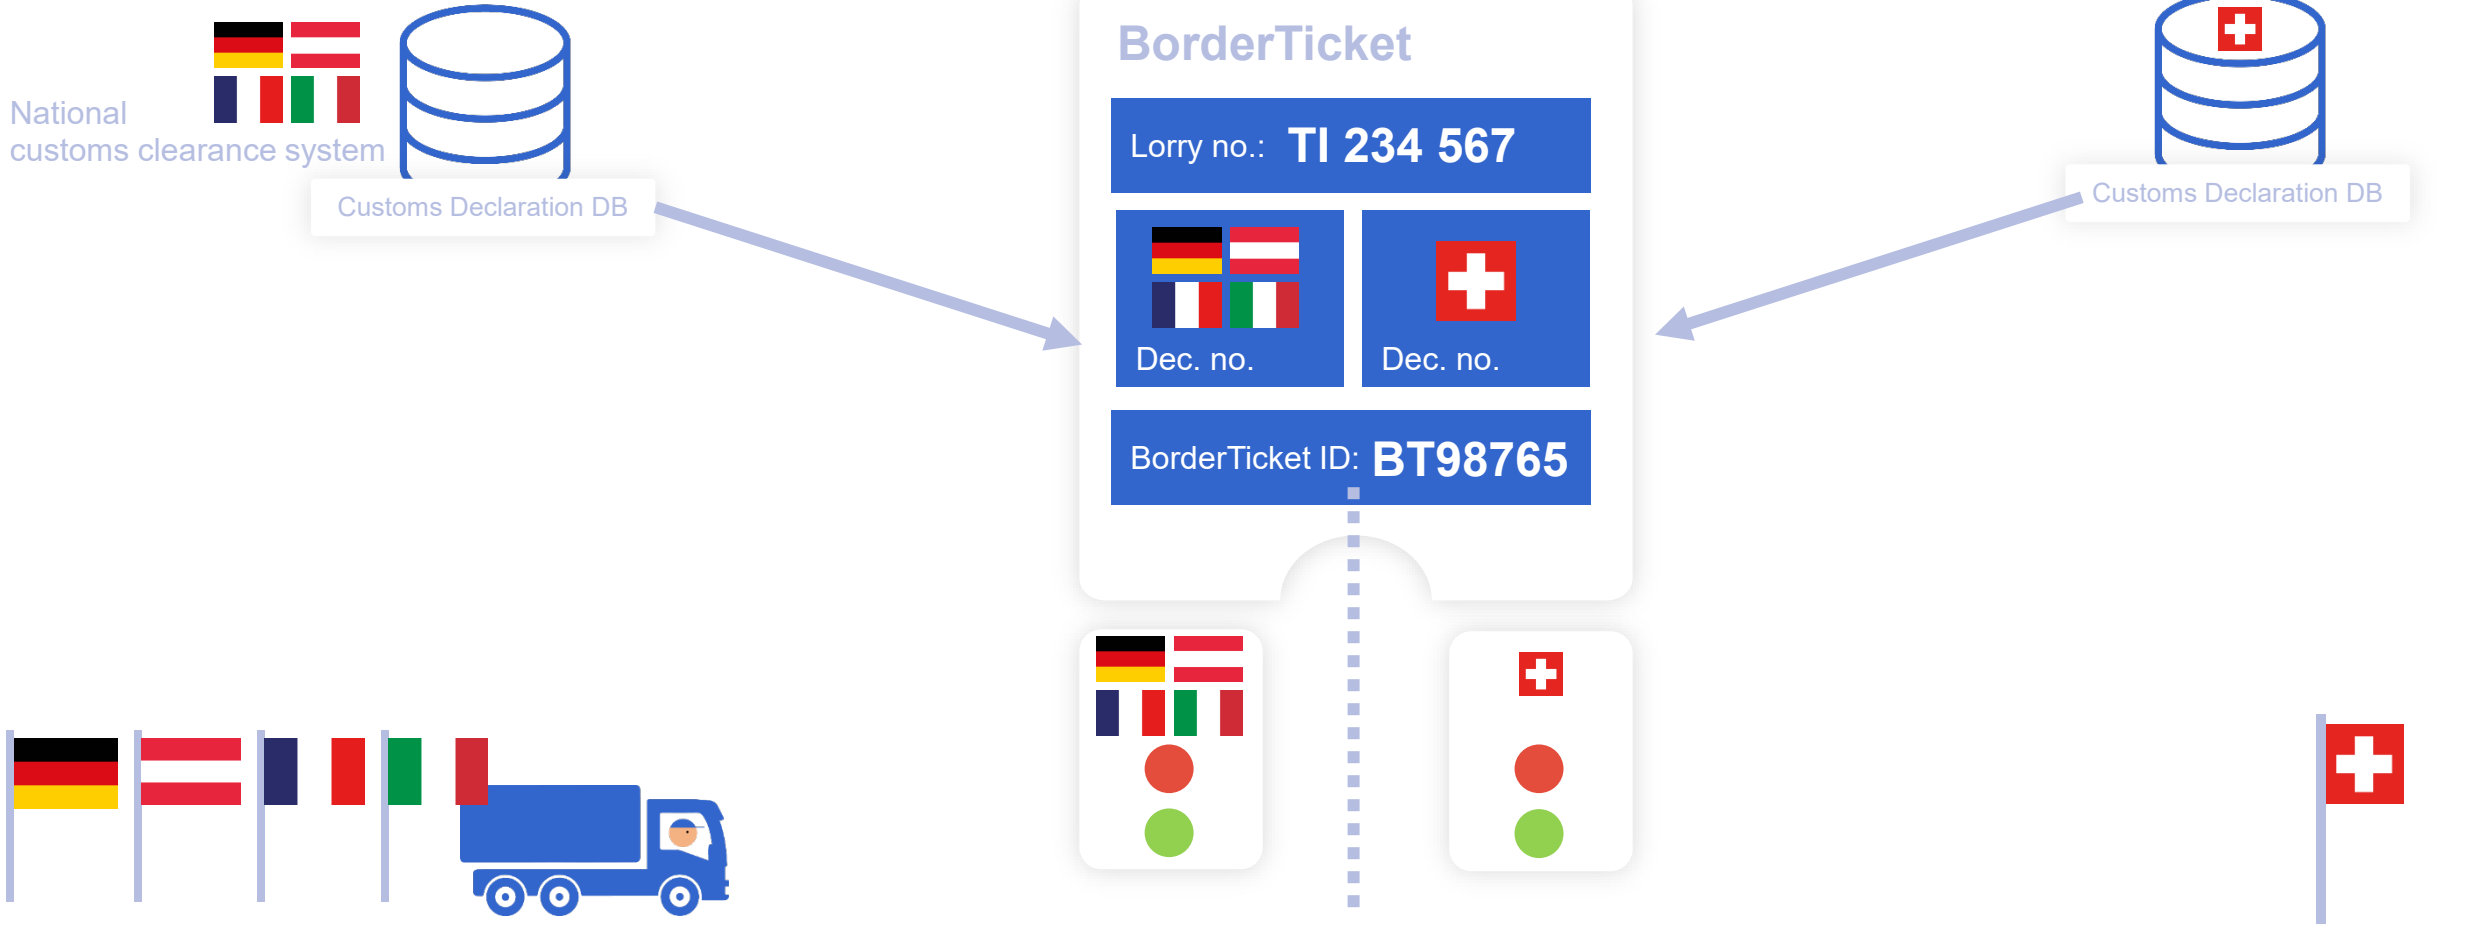 National
customs clearance system
Customs Declaration DB
BorderTicket
Lorry no.: TI 234 567
Dec. no.
Dec. no.
BorderTicket ID: BT98765
Customs Declaration DB